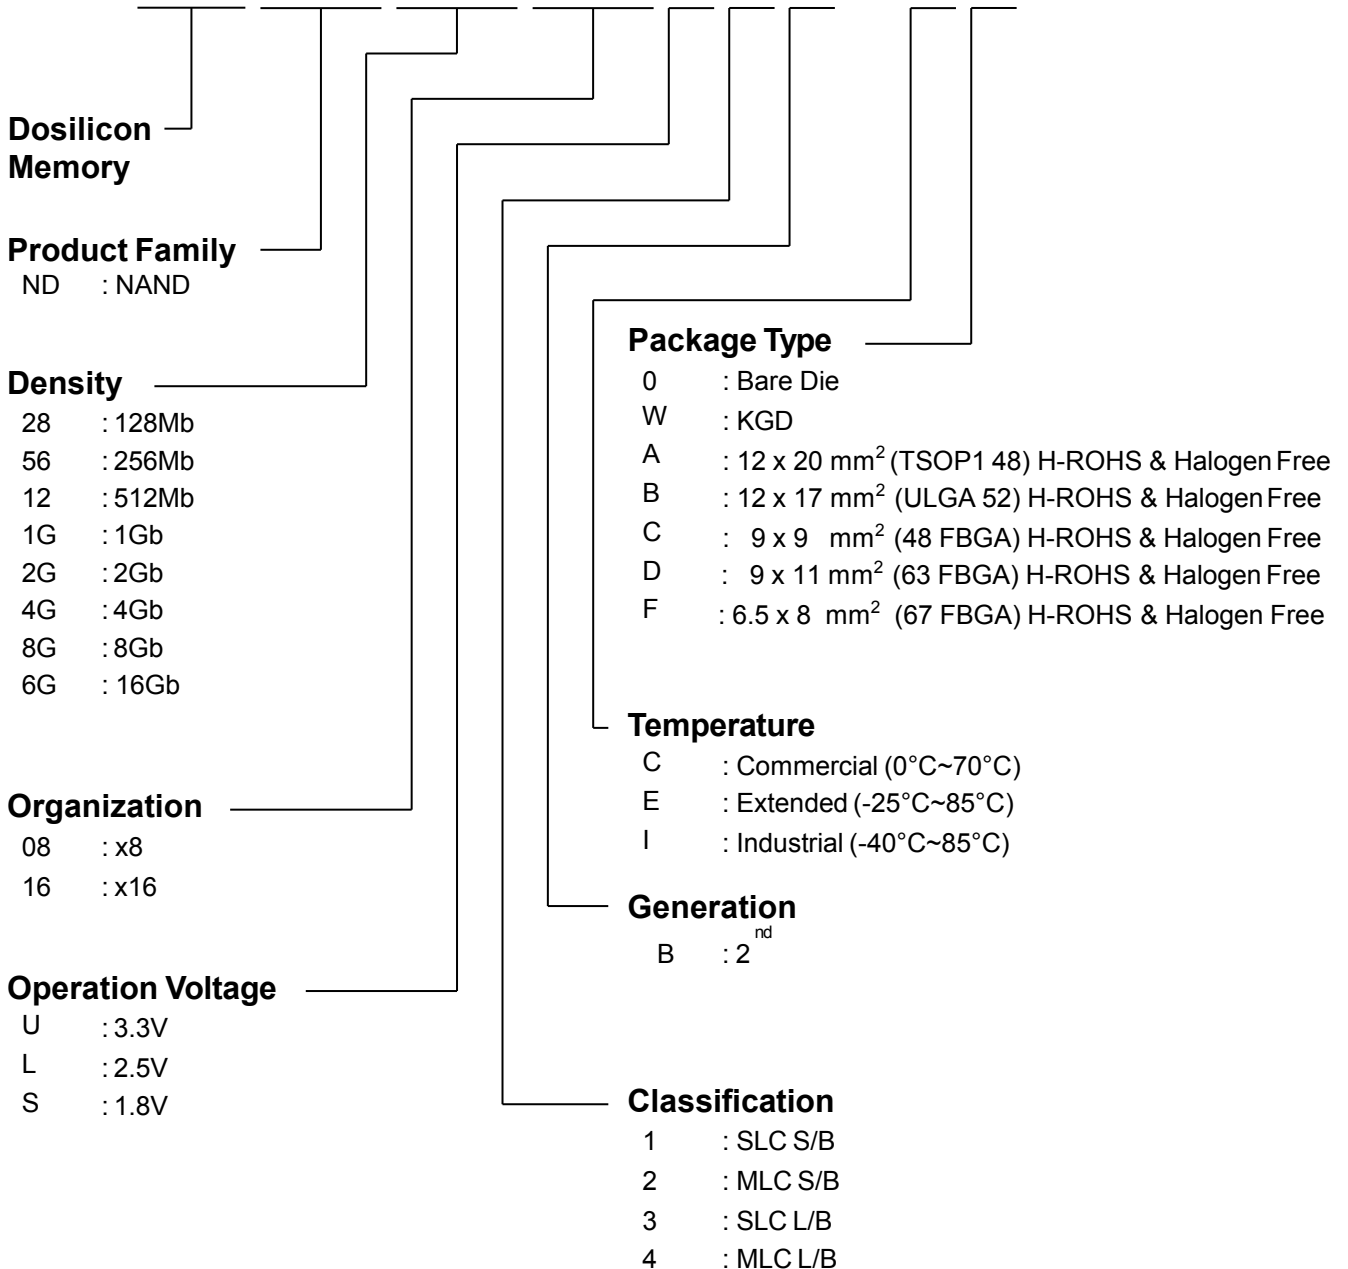 Dosilicon
Memory
Product Family
ND : NAND
Density
28 : 128Mb
56 : 256Mb
12 : 512Mb
1G : 1Gb
2G : 2Gb
4G : 4Gb
8G : 8Gb
6G : 16Gb
Organization
08 : x8
16 : x16
Operation Voltage
U : 3.3V
L : 2.5V
S : 1.8V
Package Type
0 : Bare Die
W : KGD
A : 12 x 20 mm² (TSOP1 48) H-ROHS & Halogen Free
B : 12 x 17 mm² (ULGA 52) H-ROHS & Halogen Free
C : 9 x 9 mm² (48 FBGA) H-ROHS & Halogen Free
D : 9 x 11 mm² (63 FBGA) H-ROHS & Halogen Free
F : 6.5 x 8 mm² (67 FBGA) H-ROHS & Halogen Free
Temperature
C : Commercial (0°C~70°C)
E : Extended (-25°C~85°C)
I : Industrial (-40°C~85°C)
Generation
B : 2nd
Classification
1 : SLC S/B
2 : MLC S/B
3 : SLC L/B
4 : MLC L/B